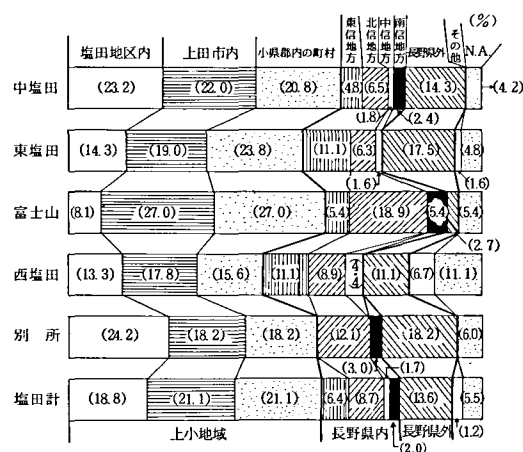 (%)
塩田地区内 上田市内 小県郡内の町村 東信地方 北信地方 中信地方 南信地方 長野県外 その他 N.A.
中塩田 (23.2) (22.0) (20.8) (4.8) (6.5) (14.3) (4.2)
(1.8) (2.4)
東塩田 (14.3) (19.0) (23.8) (11.1) (6.3) (17.5) (4.8)
(1.6) (1.6)
富士山 (8.1) (27.0) (27.0) (5.4) (18.9) (5.4) (5.4)
(2.7)
西塩田 (13.3) (17.8) (15.6) (11.1) (8.9) 4.4 (11.1) (6.7) (11.1)
別所 (24.2) (18.2) (18.2) (12.1) (18.2) (6.0)
(3.0) (1.7)
塩田計 (18.8) (21.1) (21.1) (6.4) (8.7) (13.6) (5.5)
上小地域 長野県内 長野県外 (1.2)
(2.0)